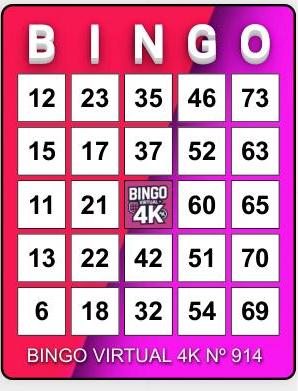 B I N G O
12 23 35 46 73
15 17 37 52 63
11 21 BINGO VIRTUAL 4K 60 65
13 22 42 51 70
6 18 32 54 69
BINGO VIRTUAL 4K Nº 914